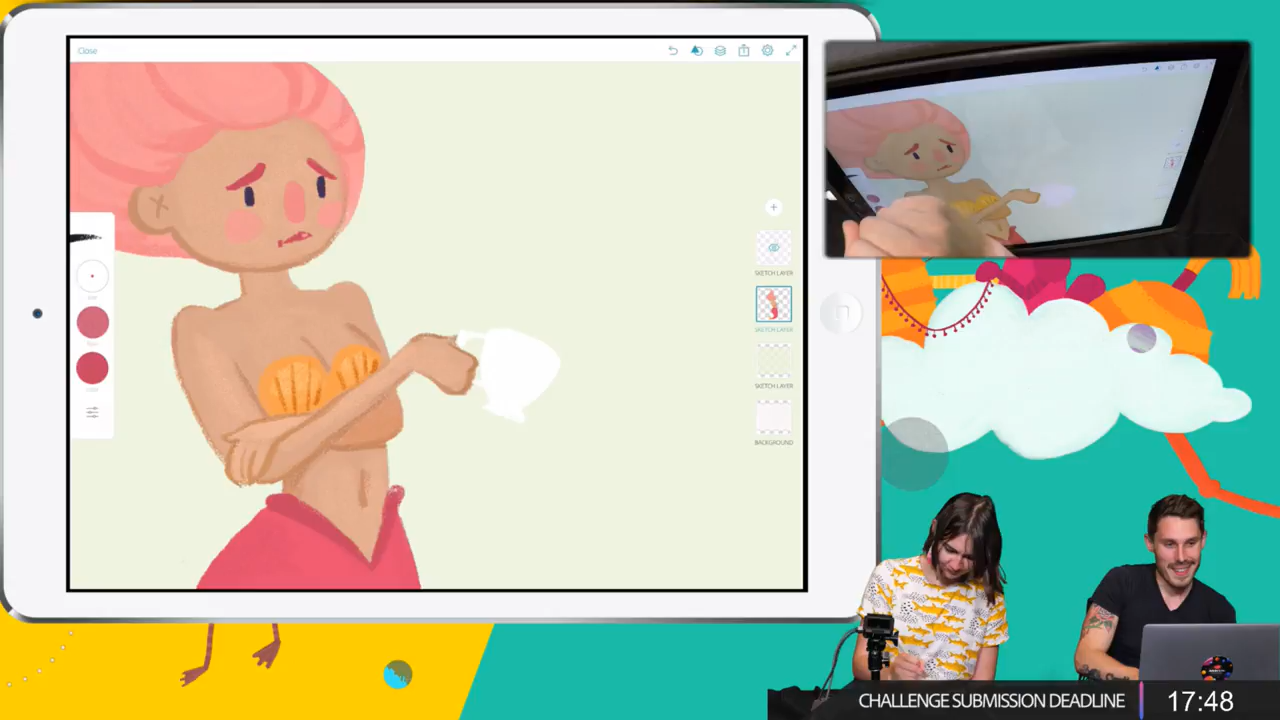 Close
SKETCH LAYER
SKETCH LAYER
SKETCH LAYER
BACKGROUND
CHALLENGE SUBMISSION DEADLINE
17:48